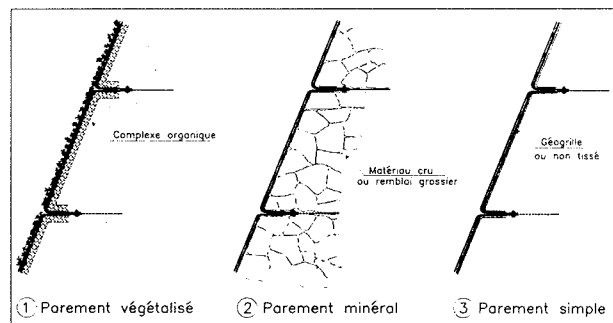 Complexe organique
Matériau cru
ou remblai grossier
Géogrille
ou non tissé
1 Parement végétalisé
2 Parement minéral
3 Parement simple